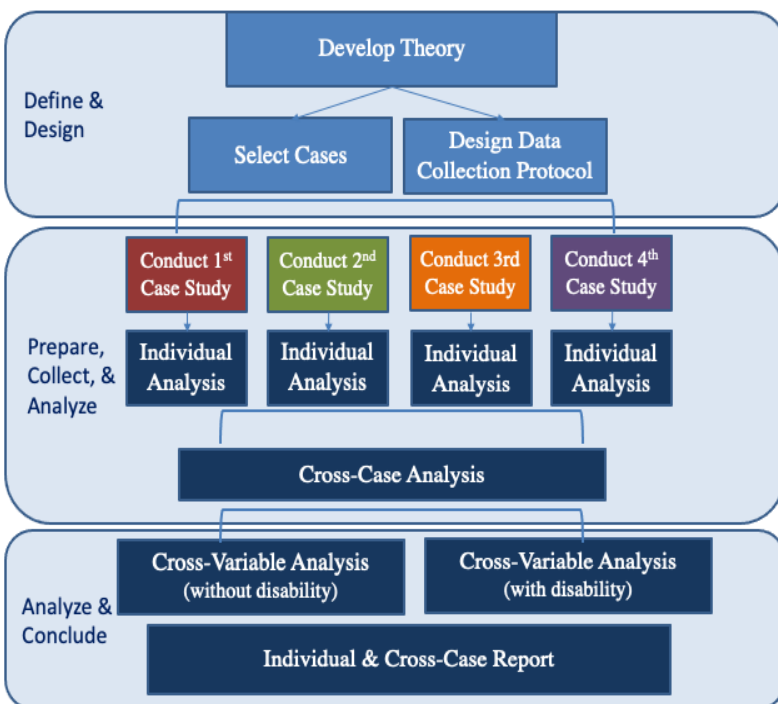 Develop Theory
Define &
Design
Select Cases
Design Data
Collection Protocol
Conduct 1st
Case Study
Conduct 2nd
Case Study
Conduct 3rd
Case Study
Conduct 4th
Case Study
Prepare,
Collect, &
Analyze
Individual
Analysis
Individual
Analysis
Individual
Analysis
Individual
Analysis
Cross-Case Analysis
Analyze &
Conclude
Cross-Variable Analysis
(without disability)
Cross-Variable Analysis
(with disability)
Individual & Cross-Case Report